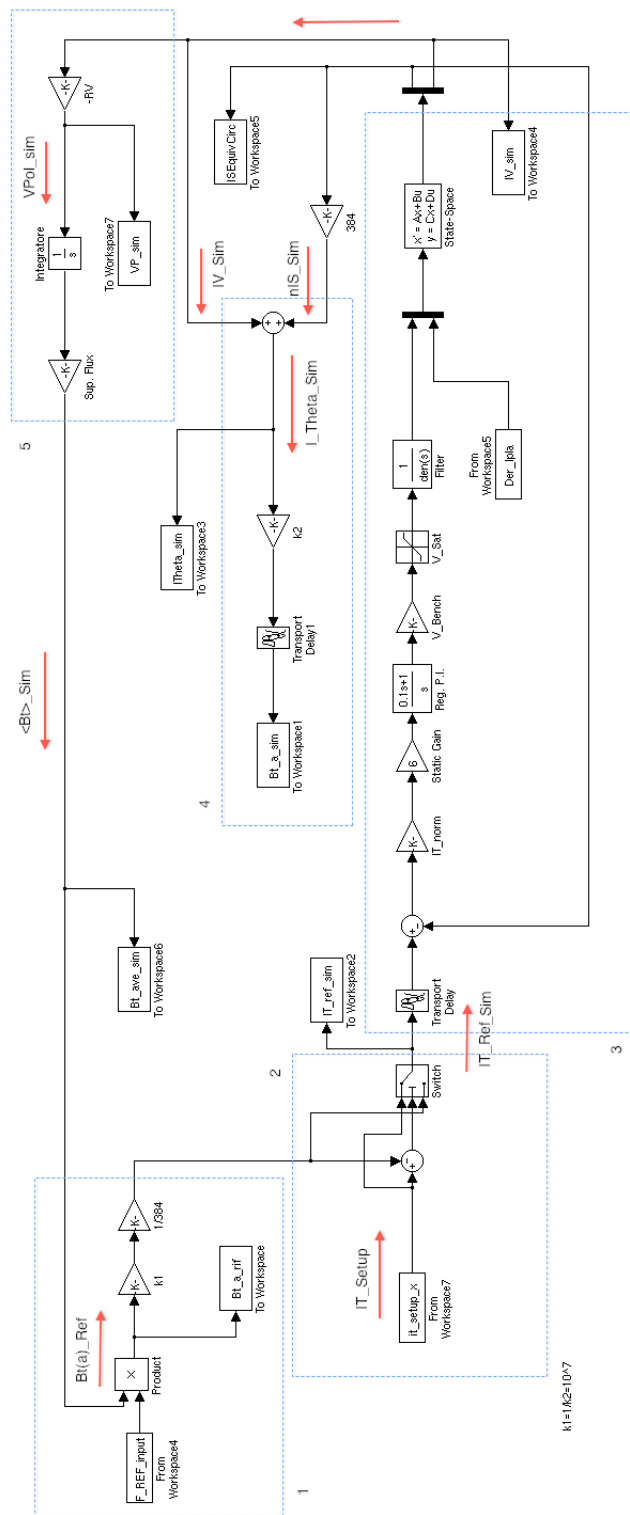 F_REF_input
From
Workspace4
Product
×
Bt(a)_Ref
-K-
k1
-K-
1/384
Bt_a_rif
To Workspace
1
<Bt>_Sim
Bt_ave_sim
To Workspace6
Sup. Flux
-K-
Integratore
1
s
VPol_sim
-K-
-RV
VP_sim
To Workspace7
5
it_setup_x
From
Workspace7
IT_Setup
+
-
Switch
2
IT_ref_sim
To Workspace2
IT_Ref_Sim
Bt_a_sim
To Workspace1
Transport
Delay1
-K-
k2
ITheta_sim
To Workspace3
I_Theta_Sim
+
+
IV_Sim
nIS_Sim
-K-
384
ISEquivCirc
To Workspace5
4
Transport
Delay
+
-
-K-
IT_norm
6
Static Gain
0.1s+1
s
Reg. P.I.
-K-
V_Bench
V_Sat
1
den(s)
Filter
From
Workspace5
Der_Ipla
x' = Ax+Bu
y = Cx+Du
State-Space
IV_sim
To Workspace4
3
k1=1/k2=10^7